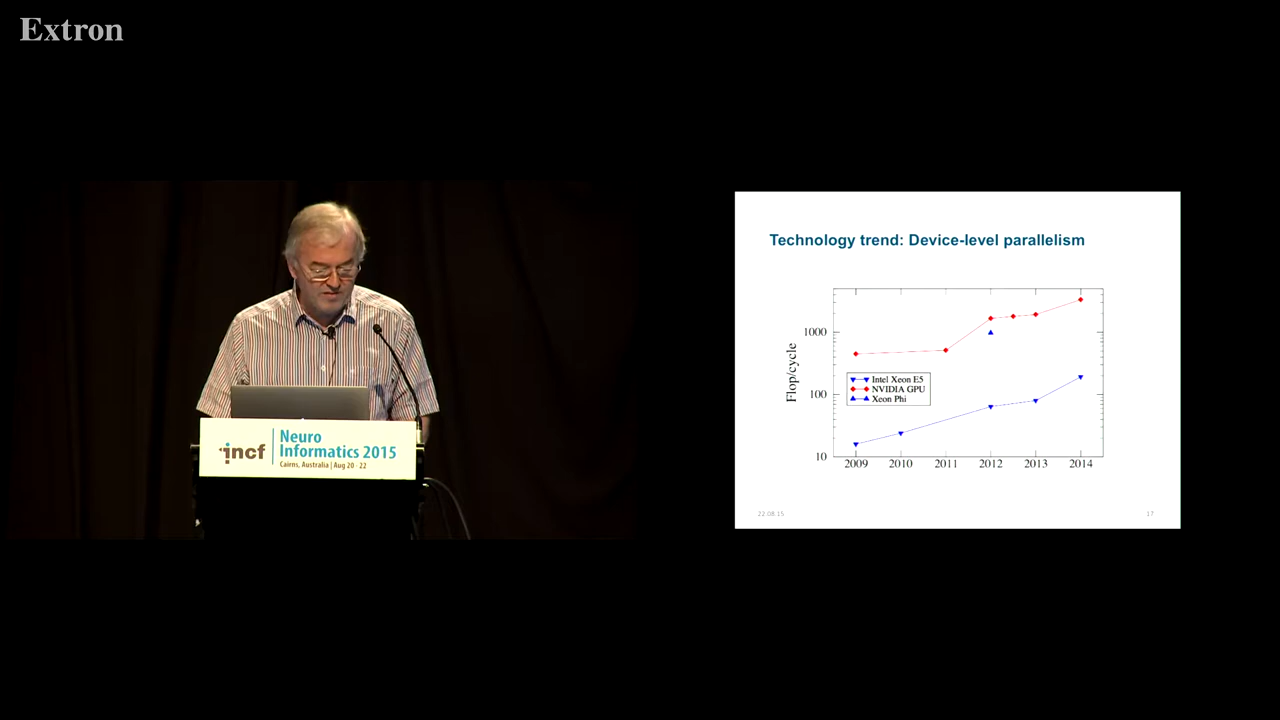 Extron
Technology trend: Device-level parallelism
1000
100
10
Flop/cycle
Intel Xeon E5
NVIDIA GPU
Xeon Phi
2009 2010 2011 2012 2013 2014
22.08.15
17
incf
Neuro
Informatics 2015
Cairns, Australia | Aug 20 - 22